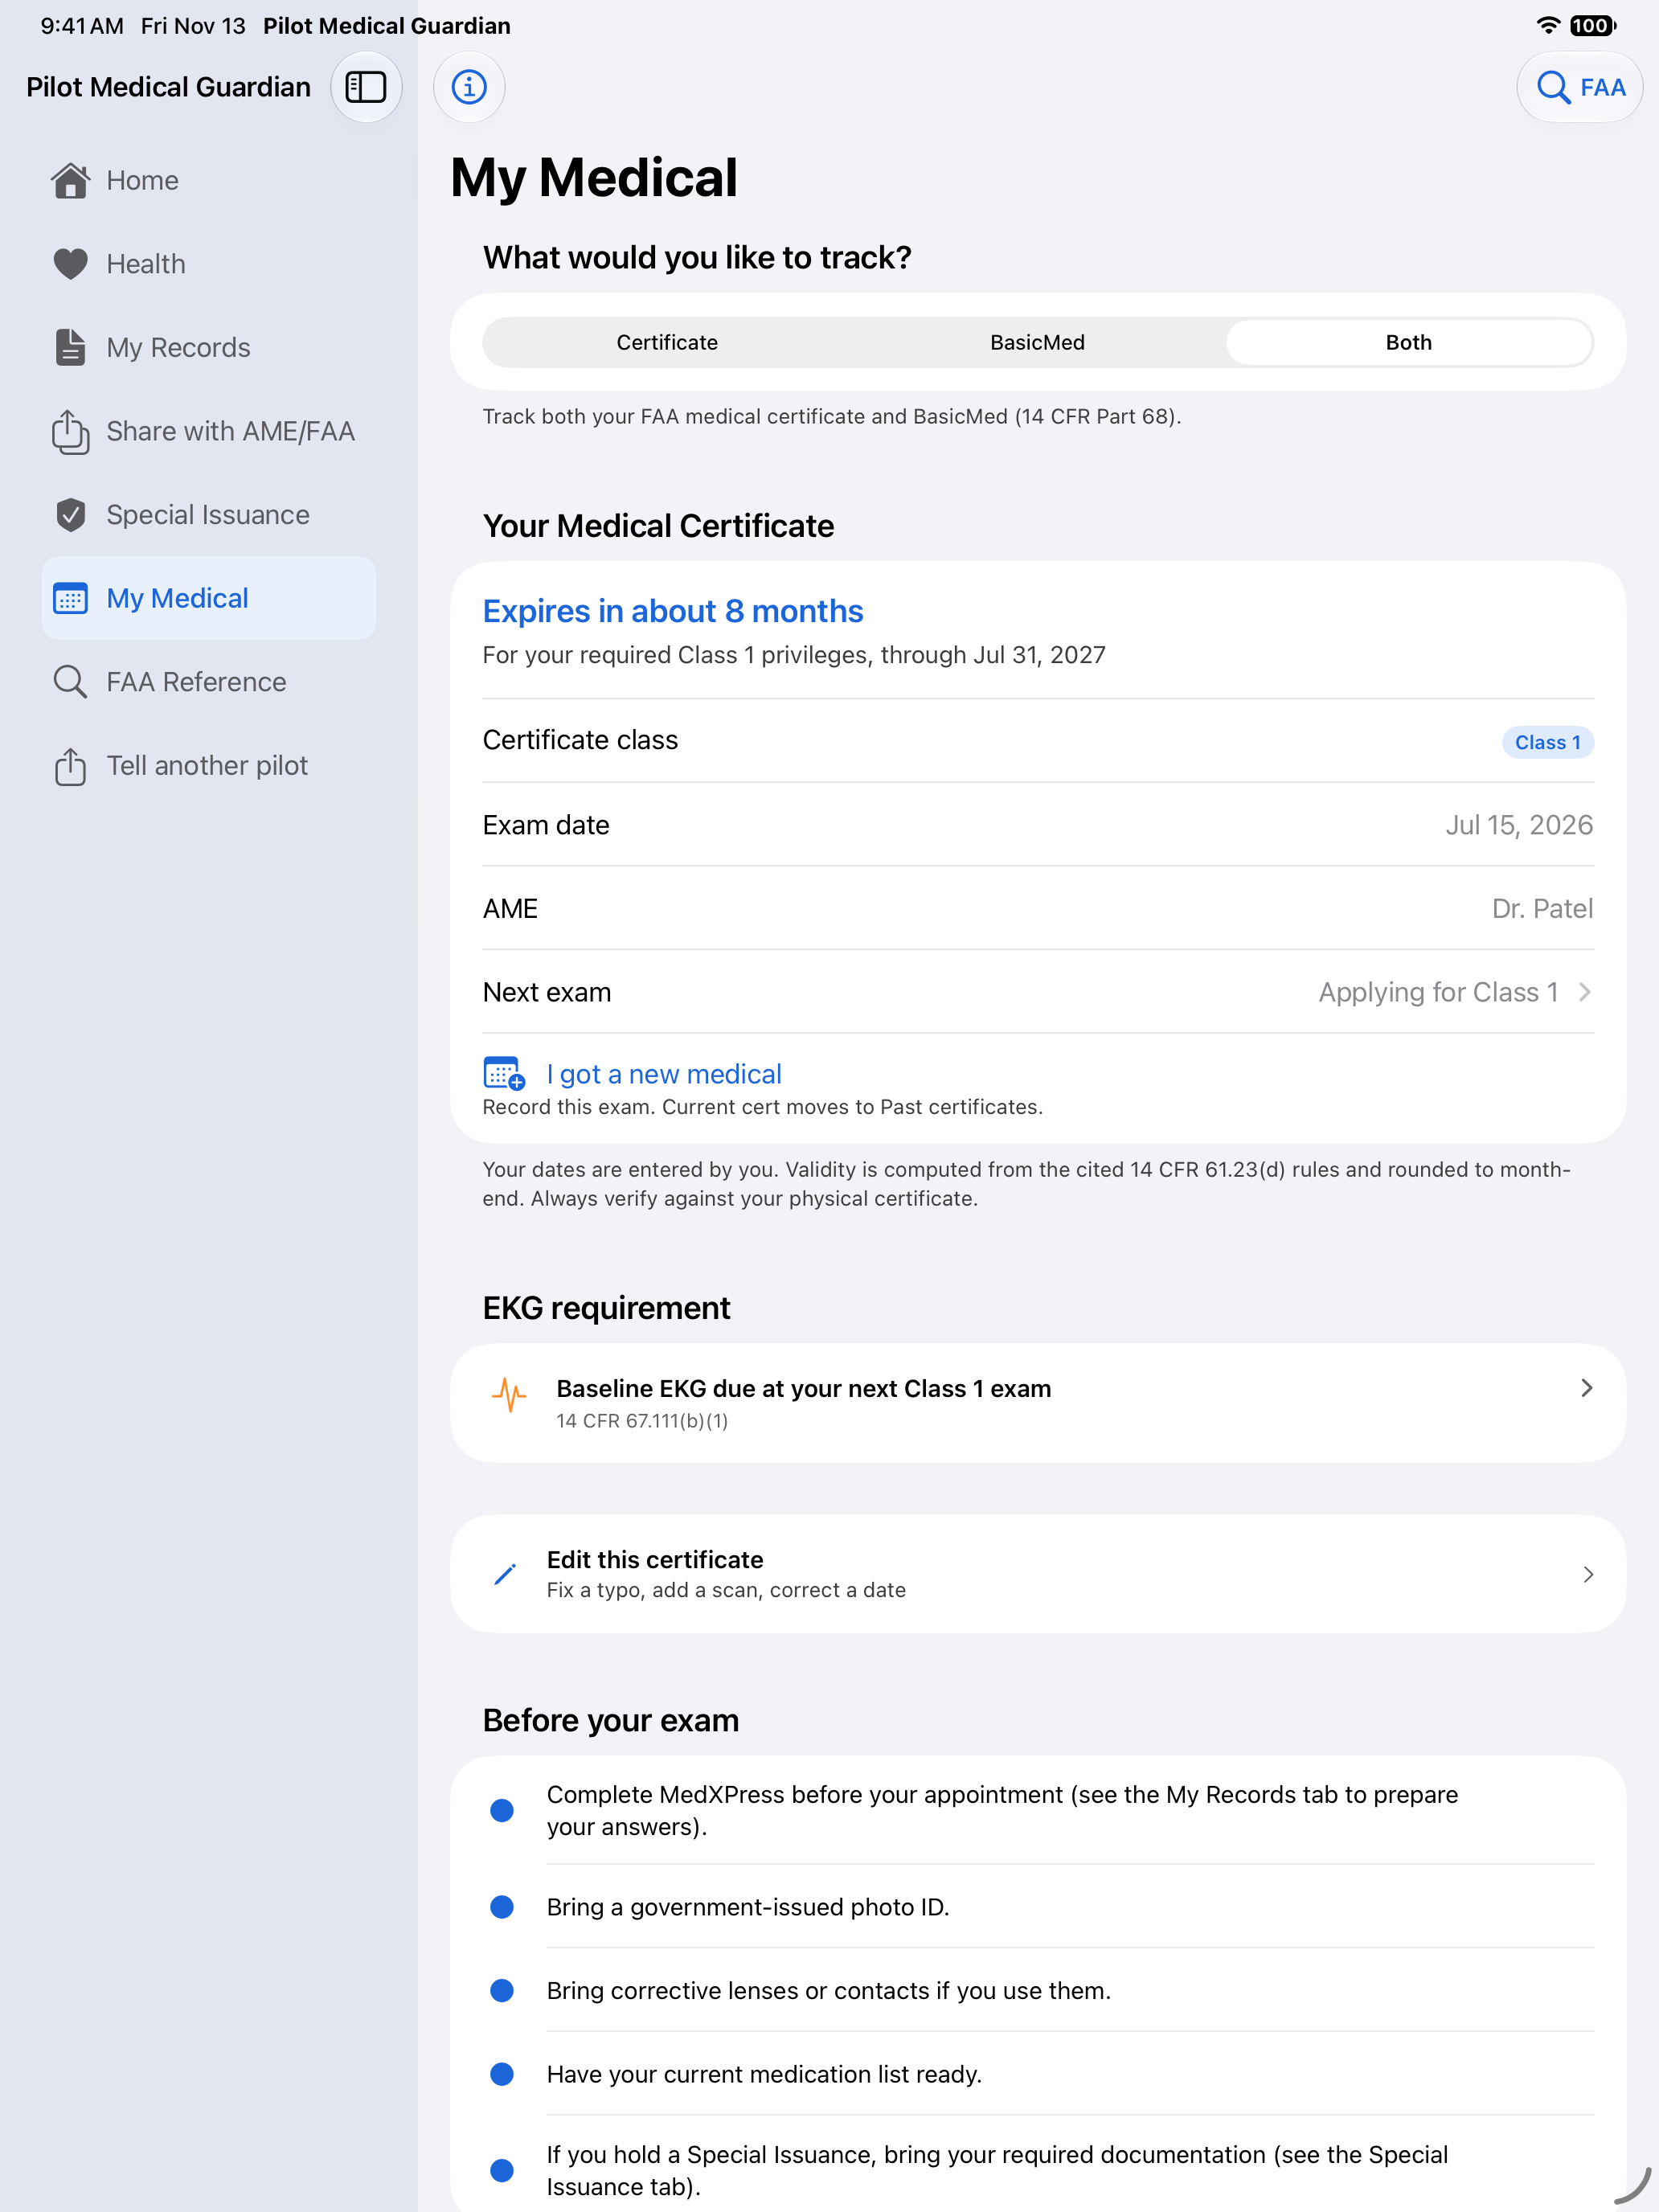 9:41 AM Fri Nov 13 Pilot Medical Guardian
100
Pilot Medical Guardian
FAA
Home
Health
My Records
Share with AME/FAA
Special Issuance
My Medical
FAA Reference
Tell another pilot
My Medical
What would you like to track?
Certificate BasicMed Both
Track both your FAA medical certificate and BasicMed (14 CFR Part 68).
Your Medical Certificate
Expires in about 8 months
For your required Class 1 privileges, through Jul 31, 2027
Certificate class Class 1
Exam date Jul 15, 2026
AME Dr. Patel
Next exam Applying for Class 1
I got a new medical
Record this exam. Current cert moves to Past certificates.
Your dates are entered by you. Validity is computed from the cited 14 CFR 61.23(d) rules and rounded to month-
end. Always verify against your physical certificate.
EKG requirement
Baseline EKG due at your next Class 1 exam
14 CFR 67.111(b)(1)
Edit this certificate
Fix a typo, add a scan, correct a date
Before your exam
Complete MedXPress before your appointment (see the My Records tab to prepare
your answers).
Bring a government-issued photo ID.
Bring corrective lenses or contacts if you use them.
Have your current medication list ready.
If you hold a Special Issuance, bring your required documentation (see the Special
Issuance tab).